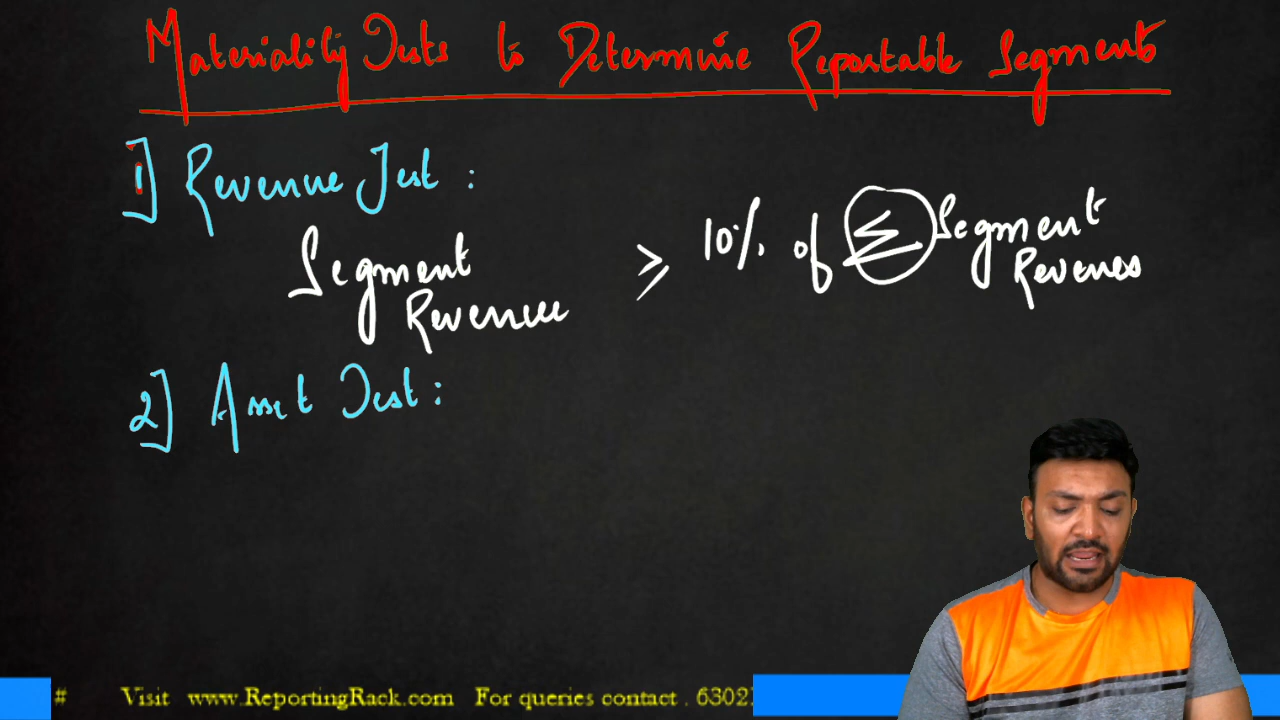 Materiality Tests to Determine Reportable Segments
1] Revenue Test :
Segment Revenue ≥ 10% of Σ Segment Revenues
2] Asset Test :
# Visit www.ReportingRack.com For queries contact . 6302